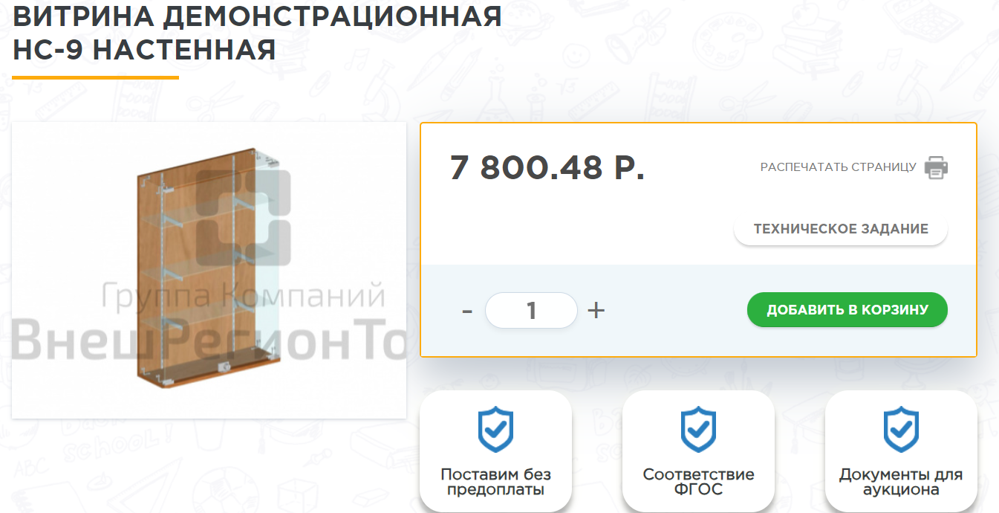 ВИТРИНА ДЕМОНСТРАЦИОННАЯ
НС-9 НАСТЕННАЯ
7 800.48 Р.
РАСПЕЧАТАТЬ СТРАНИЦУ
ТЕХНИЧЕСКОЕ ЗАДАНИЕ
- 1 +
ДОБАВИТЬ В КОРЗИНУ
Группа Компаний
ВнешРегионТо
Поставим без
предоплаты
Соответствие
ФГОС
Документы для
аукциона